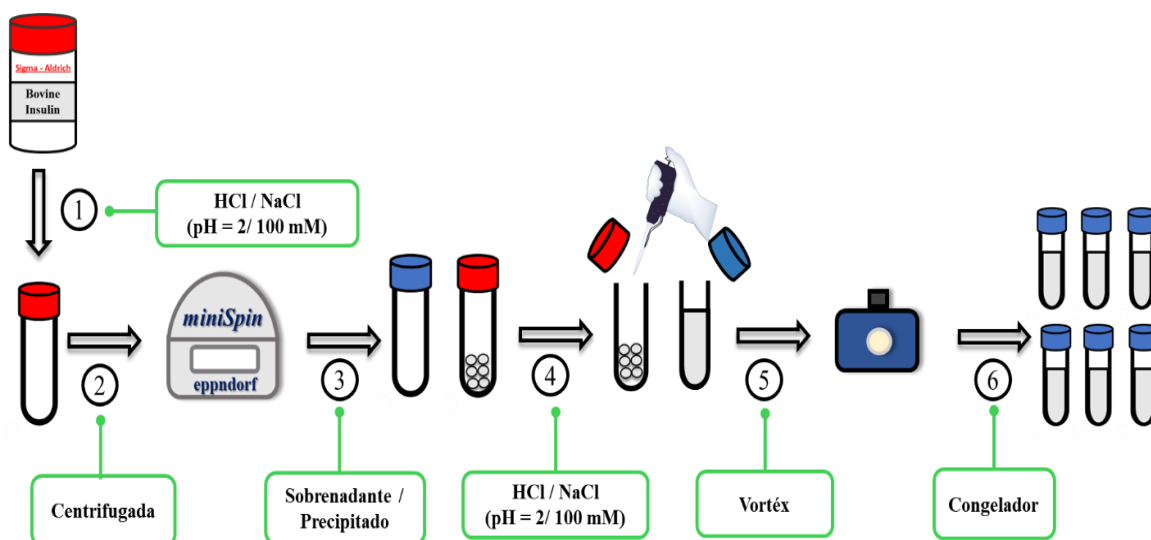 Sigma - Aldrich
Bovine
Insulin
1
HCl / NaCl
(pH = 2/ 100 mM)
miniSpin
eppndorf
2
3
4
5
6
Centrifugada
Sobrenadante /
Precipitado
HCl / NaCl
(pH = 2/ 100 mM)
Vortéx
Congelador